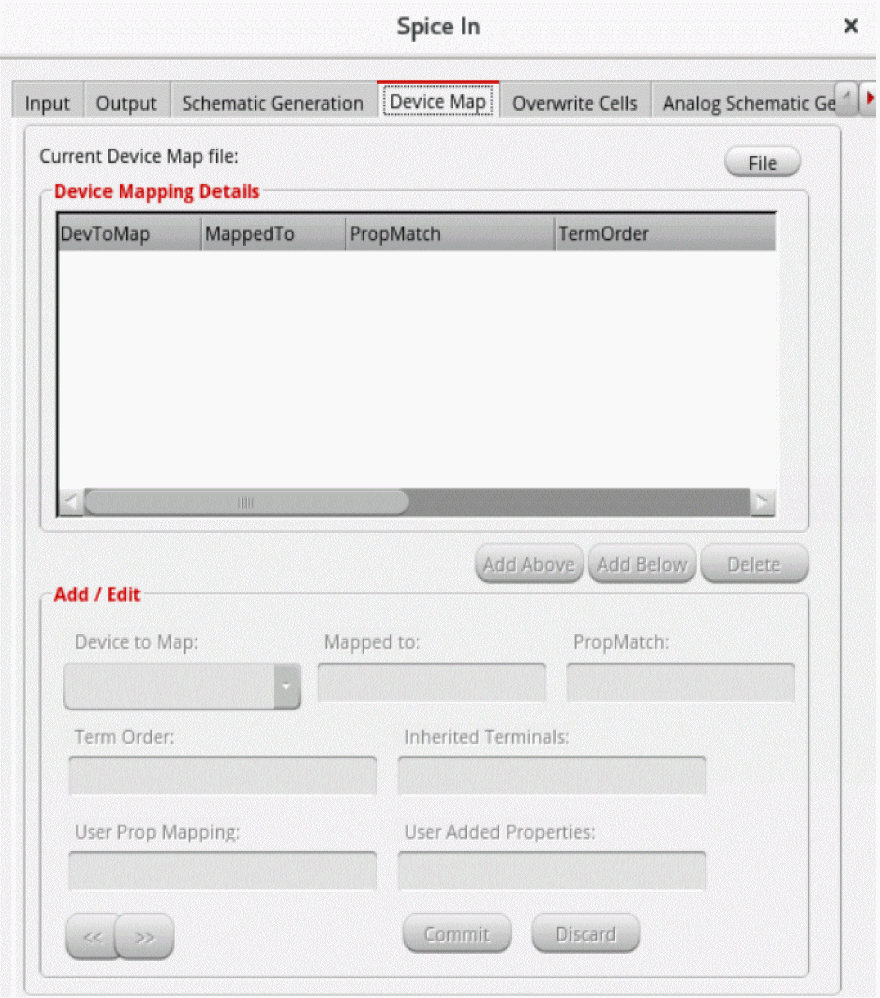 Spice In
Input Output Schematic Generation Device Map Overwrite Cells Analog Schematic Ge
Current Device Map file: File
Device Mapping Details
DevToMap MappedTo PropMatch TermOrder
Add Above Add Below Delete
Add / Edit
Device to Map: Mapped to: PropMatch:
Term Order: Inherited Terminals:
User Prop Mapping: User Added Properties:
<< >> Commit Discard